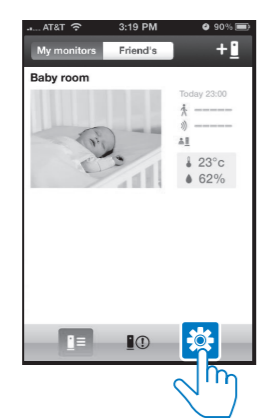 AT&T 3:19 PM 90%
My monitors Friend's +
Baby room
Today 23:00
-----
-----
23°c
62%